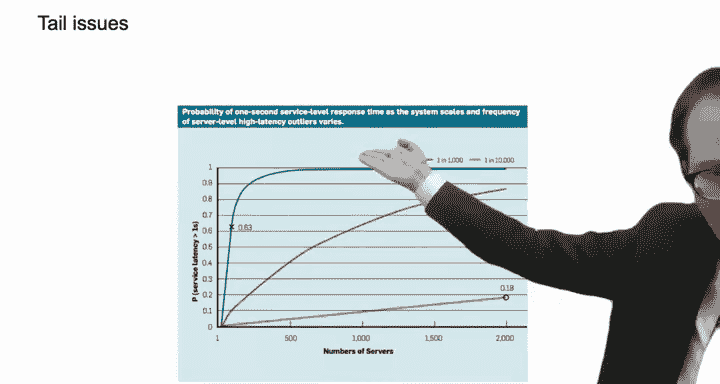 Tail issues
Probability of one-second service-level response time as the system scales and frequency
of server-level high-latency outliers varies.
1 in 1,000 1 in 10,000
1
0.9
0.8
0.7
0.6
0.5
0.4
0.3
0.2
0.1
0
P (service latency > 1s)
0.63
0.18
1 500 1,000 1,500 2,000
Numbers of Servers